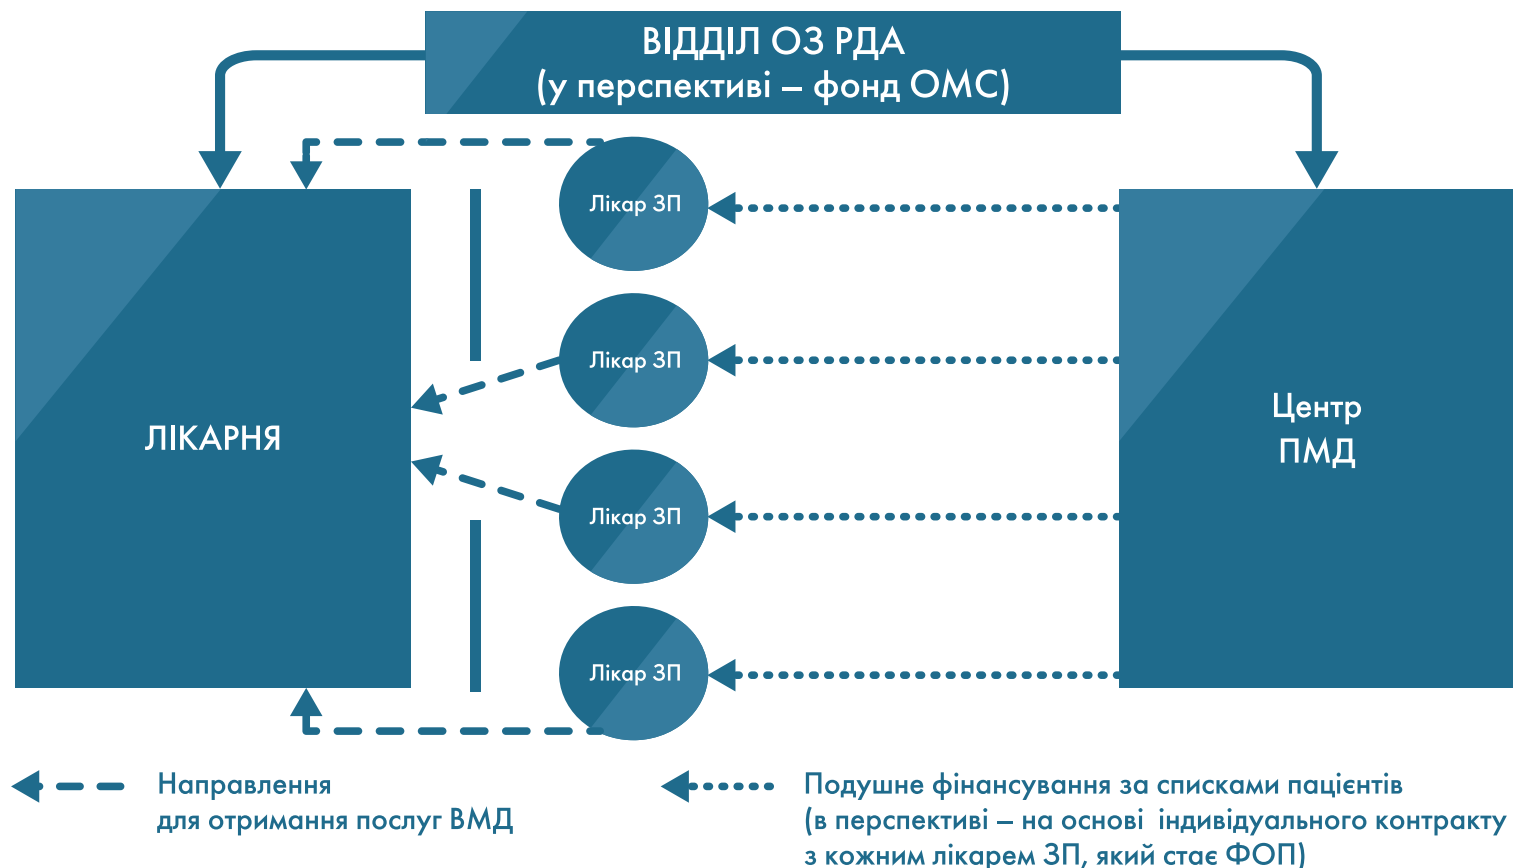 ВІДДІЛ ОЗ РДА
(у перспективі – фонд ОМС)
Лікар ЗП
Лікар ЗП
Лікар ЗП
Лікар ЗП
ЛІКАРНЯ
Центр
ПМД
Направлення
для отримання послуг ВМД
Подушне фінансування за списками пацієнтів
(в перспективі – на основі індивідуального контракту
з кожним лікарем ЗП, який стає ФОП)